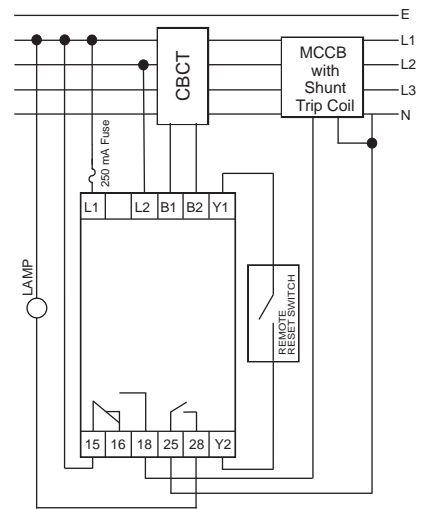 E
L1
L2
L3
N
CBCT
MCCB
with
Shunt
Trip Coil
250 mA Fuse
L1 L2 B1 B2 Y1
LAMP
REMOTE
RESET SWITCH
15 16 18 25 28 Y2